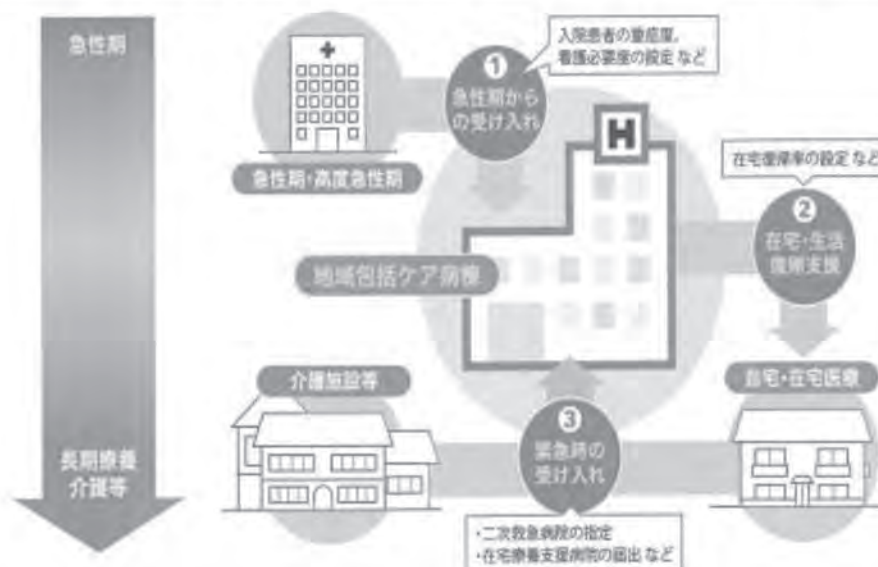 急性期
入院患者の重症度、
看護必要度の設定 など
❶
急性期から
の受け入れ
H
急性期・高度急性期
在宅復帰率の設定 など
❷
在宅・生活
復帰支援
地域包括ケア病棟
介護施設等
自宅・在宅医療
❸
緊急時の
受け入れ
長期療養
介護等
・二次救急病院の指定
・在宅療養支援病院の届出 など